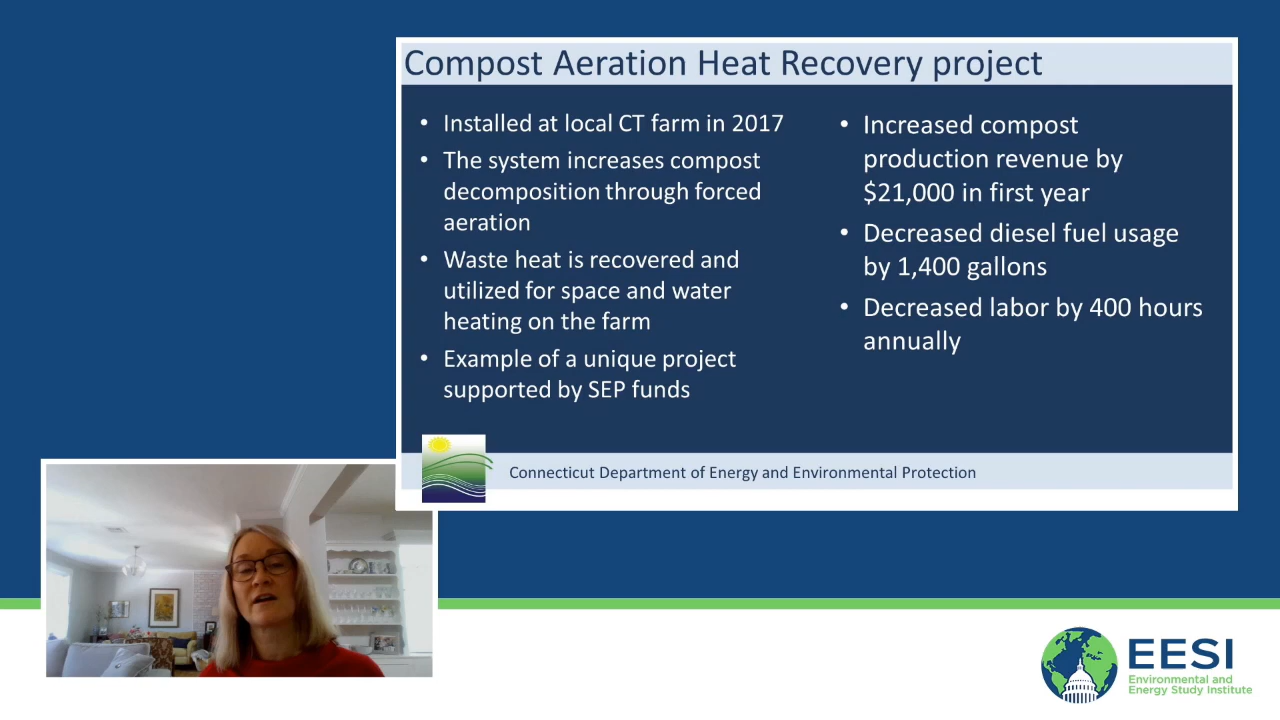 Compost Aeration Heat Recovery project
• Installed at local CT farm in 2017
• The system increases compost
decomposition through forced
aeration
• Waste heat is recovered and
utilized for space and water
heating on the farm
• Example of a unique project
supported by SEP funds
• Increased compost
production revenue by
$21,000 in first year
• Decreased diesel fuel usage
by 1,400 gallons
• Decreased labor by 400 hours
annually
Connecticut Department of Energy and Environmental Protection
EESI
Environmental and
Energy Study Institute